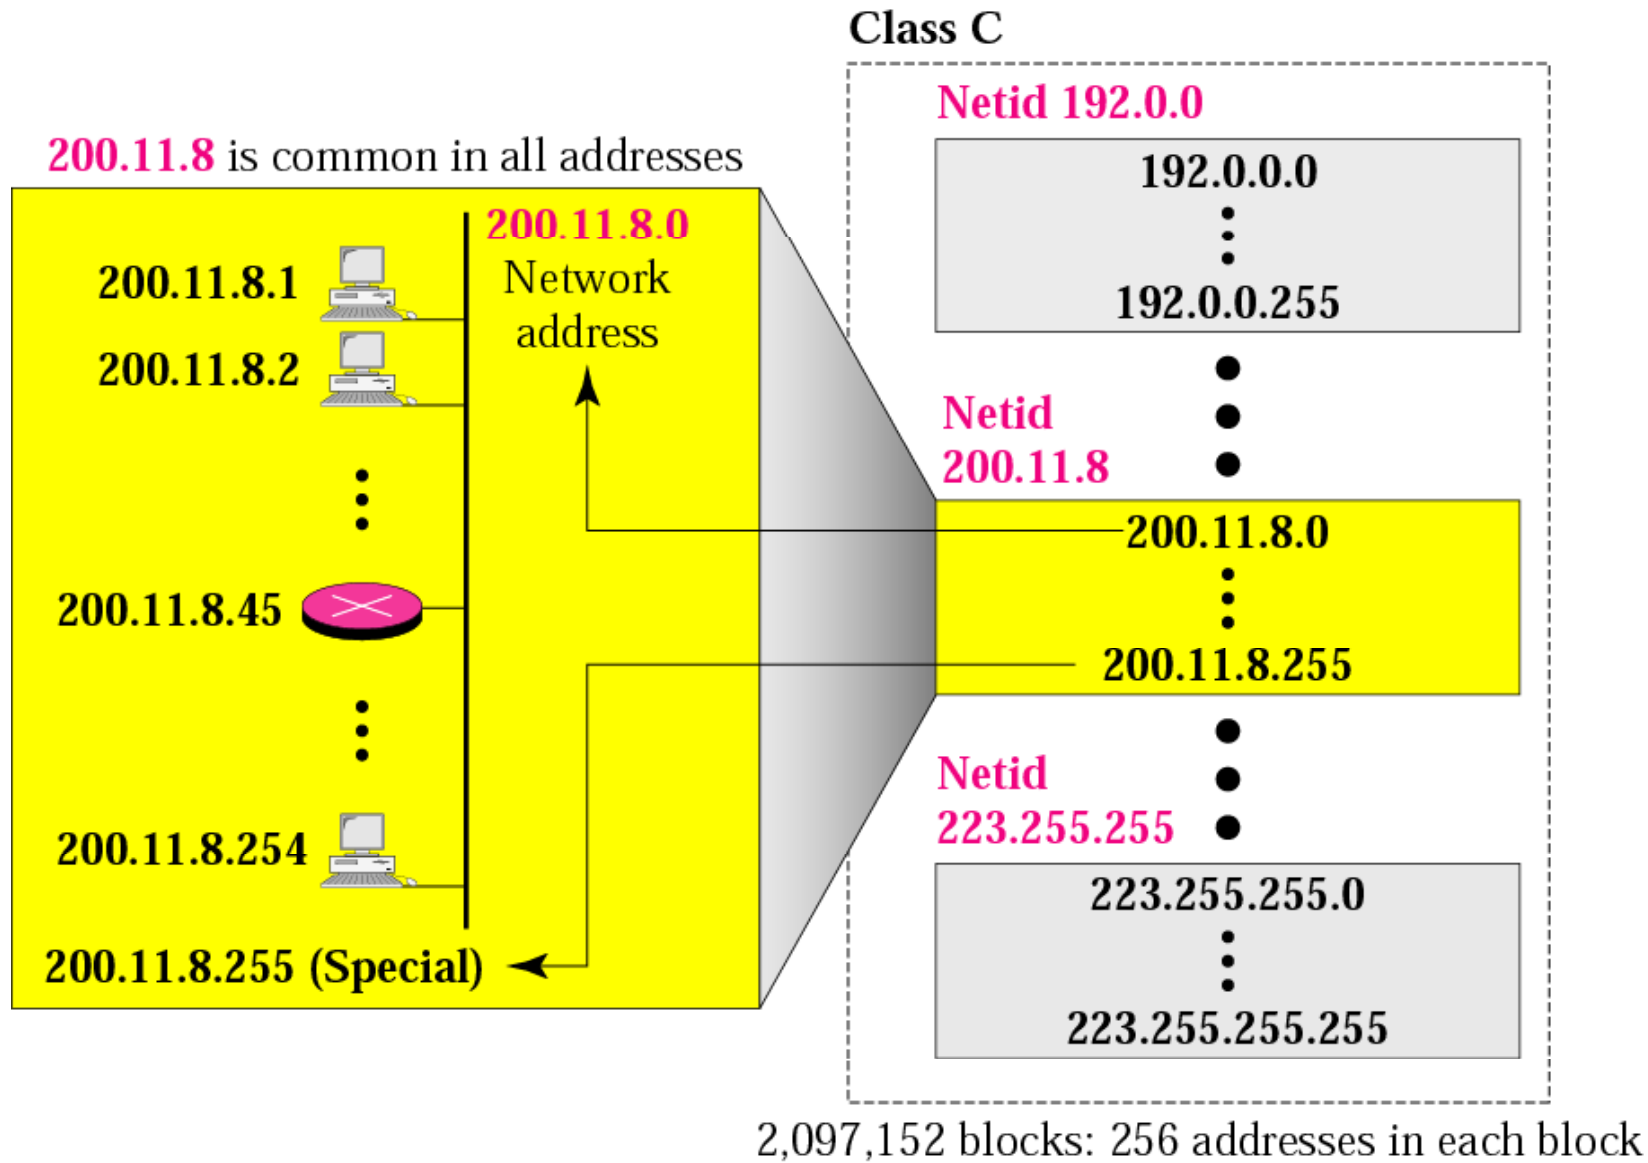 Class C
Netid 192.0.0
192.0.0.0
192.0.0.255
Netid
200.11.8
200.11.8.0
200.11.8.255
Netid
223.255.255
223.255.255.0
223.255.255.255
2,097,152 blocks: 256 addresses in each block
200.11.8 is common in all addresses
200.11.8.0
Network
address
200.11.8.1
200.11.8.2
200.11.8.45
200.11.8.254
200.11.8.255 (Special)